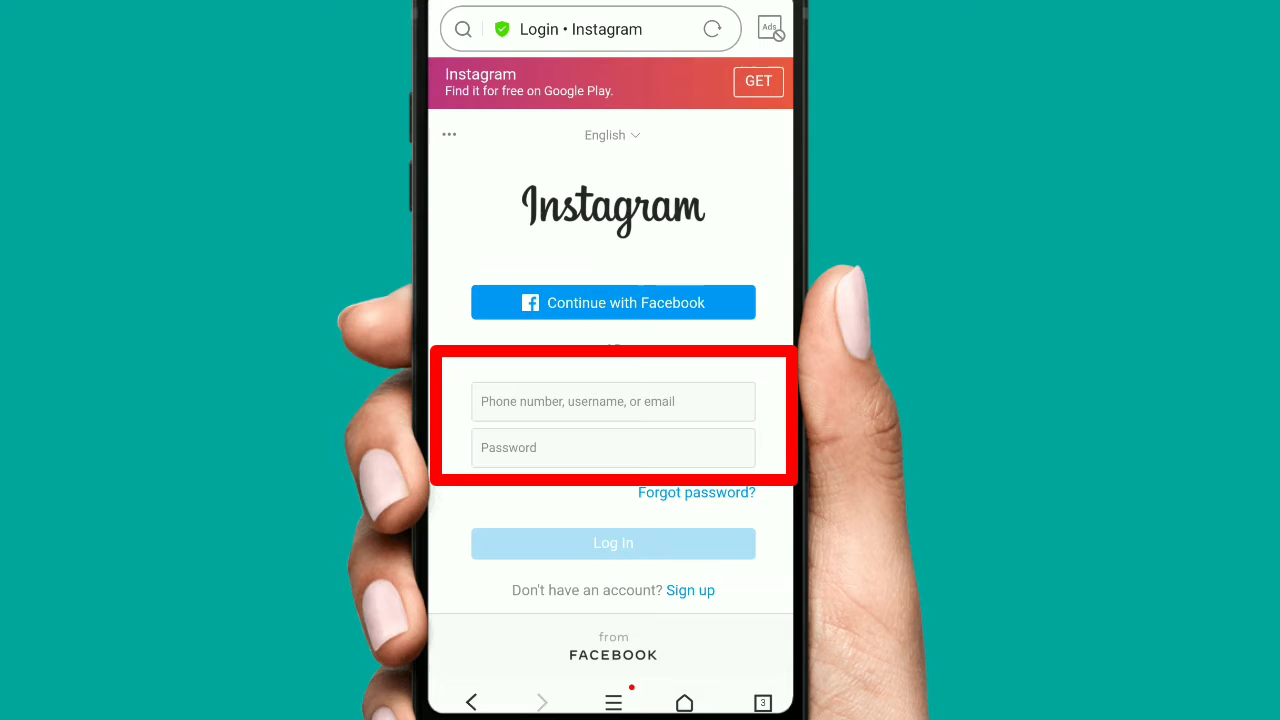 Login • Instagram
Ads
Instagram
Find it for free on Google Play.
GET
•••
English
Instagram
Continue with Facebook
Phone number, username, or email
Password
Forgot password?
Log In
Don't have an account? Sign up
from
FACEBOOK
3